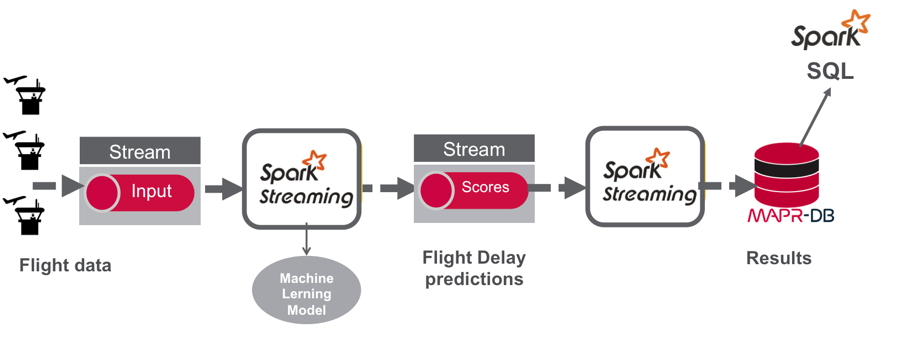 Spark
SQL
Stream
Input
Spark
Streaming
Stream
Scores
Spark
Streaming
MAPR-DB
Flight data
Machine
Lerning
Model
Flight Delay
predictions
Results